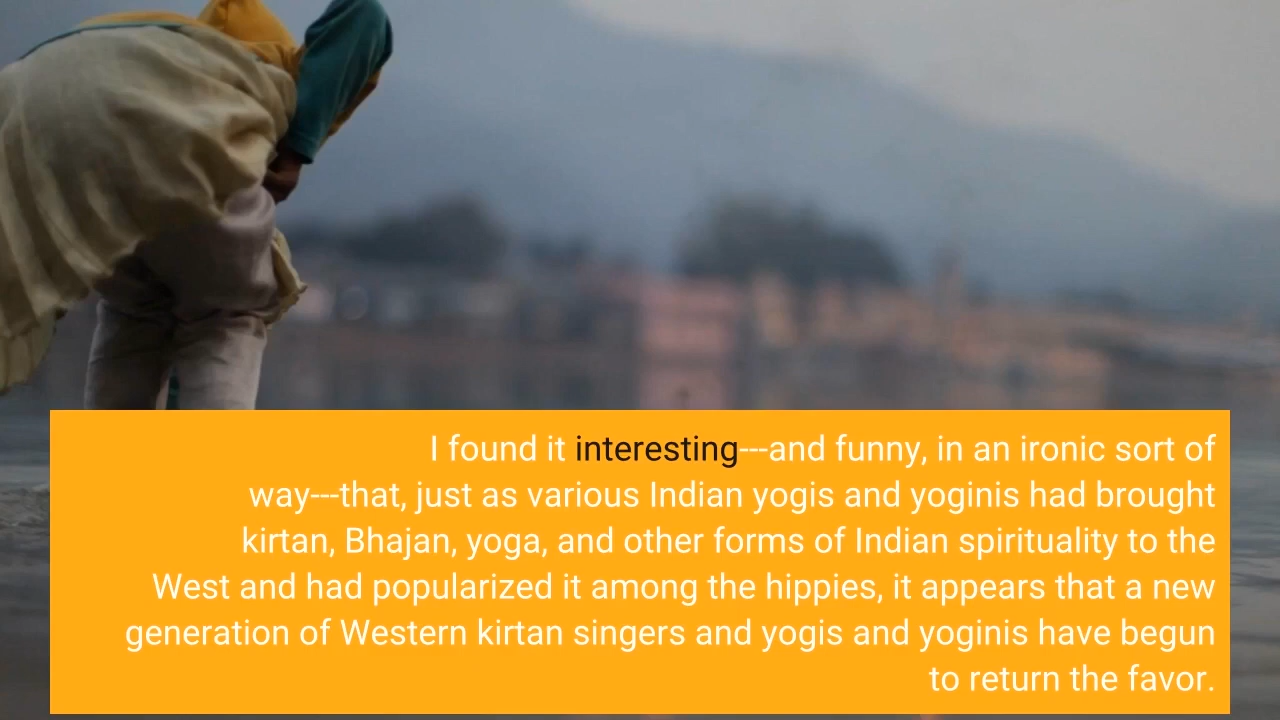 I found it interesting---and funny, in an ironic sort of
way---that, just as various Indian yogis and yoginis had brought
kirtan, Bhajan, yoga, and other forms of Indian spirituality to the
West and had popularized it among the hippies, it appears that a new
generation of Western kirtan singers and yogis and yoginis have begun
to return the favor.